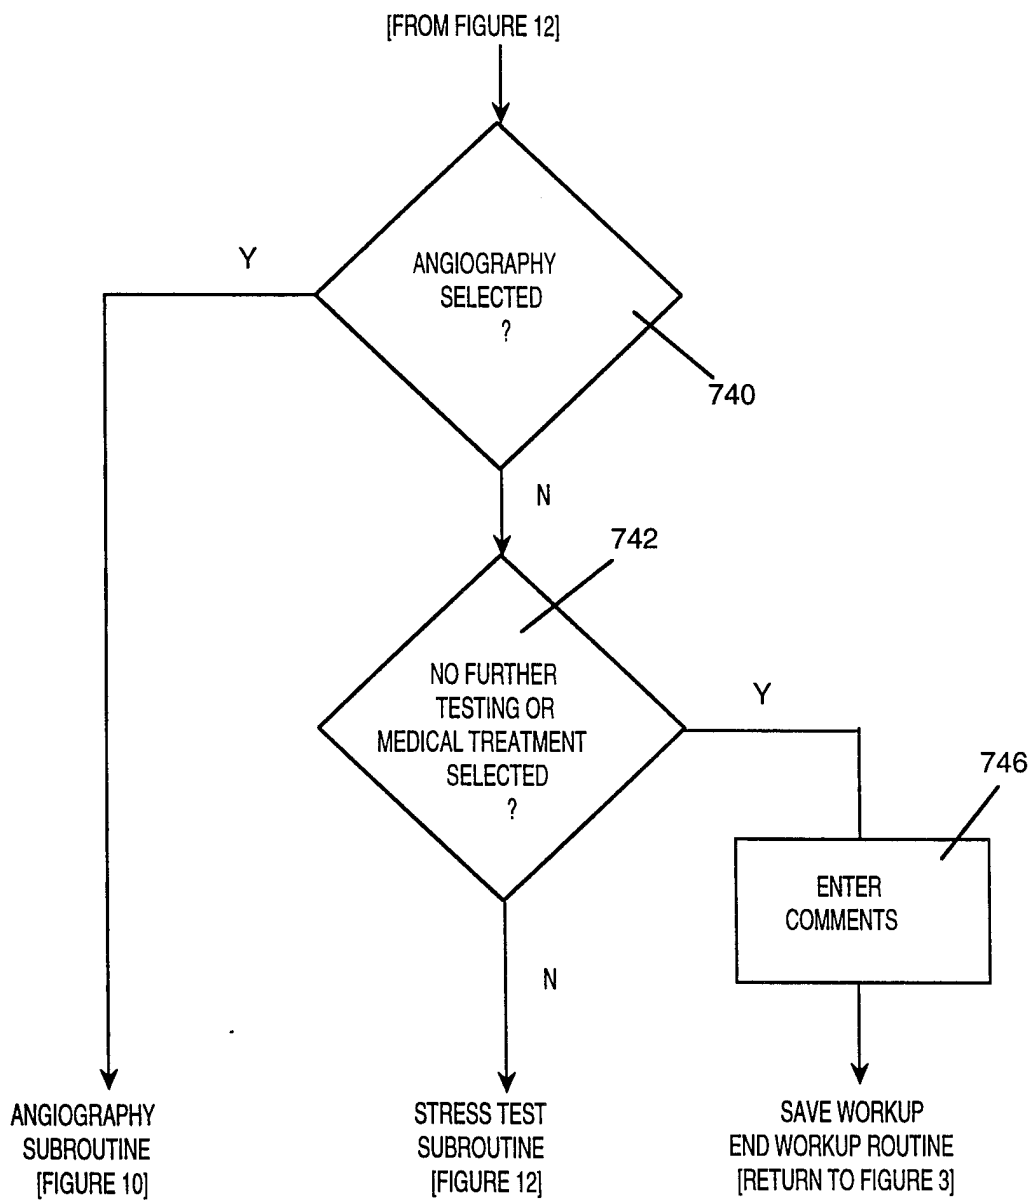 [FROM FIGURE 12]
Y
ANGIOGRAPHY
SELECTED
?
740
N
742
NO FURTHER
TESTING OR
MEDICAL TREATMENT
SELECTED
?
Y
746
ENTER
COMMENTS
N
ANGIOGRAPHY
SUBROUTINE
[FIGURE 10]
STRESS TEST
SUBROUTINE
[FIGURE 12]
SAVE WORKUP
END WORKUP ROUTINE
[RETURN TO FIGURE 3]